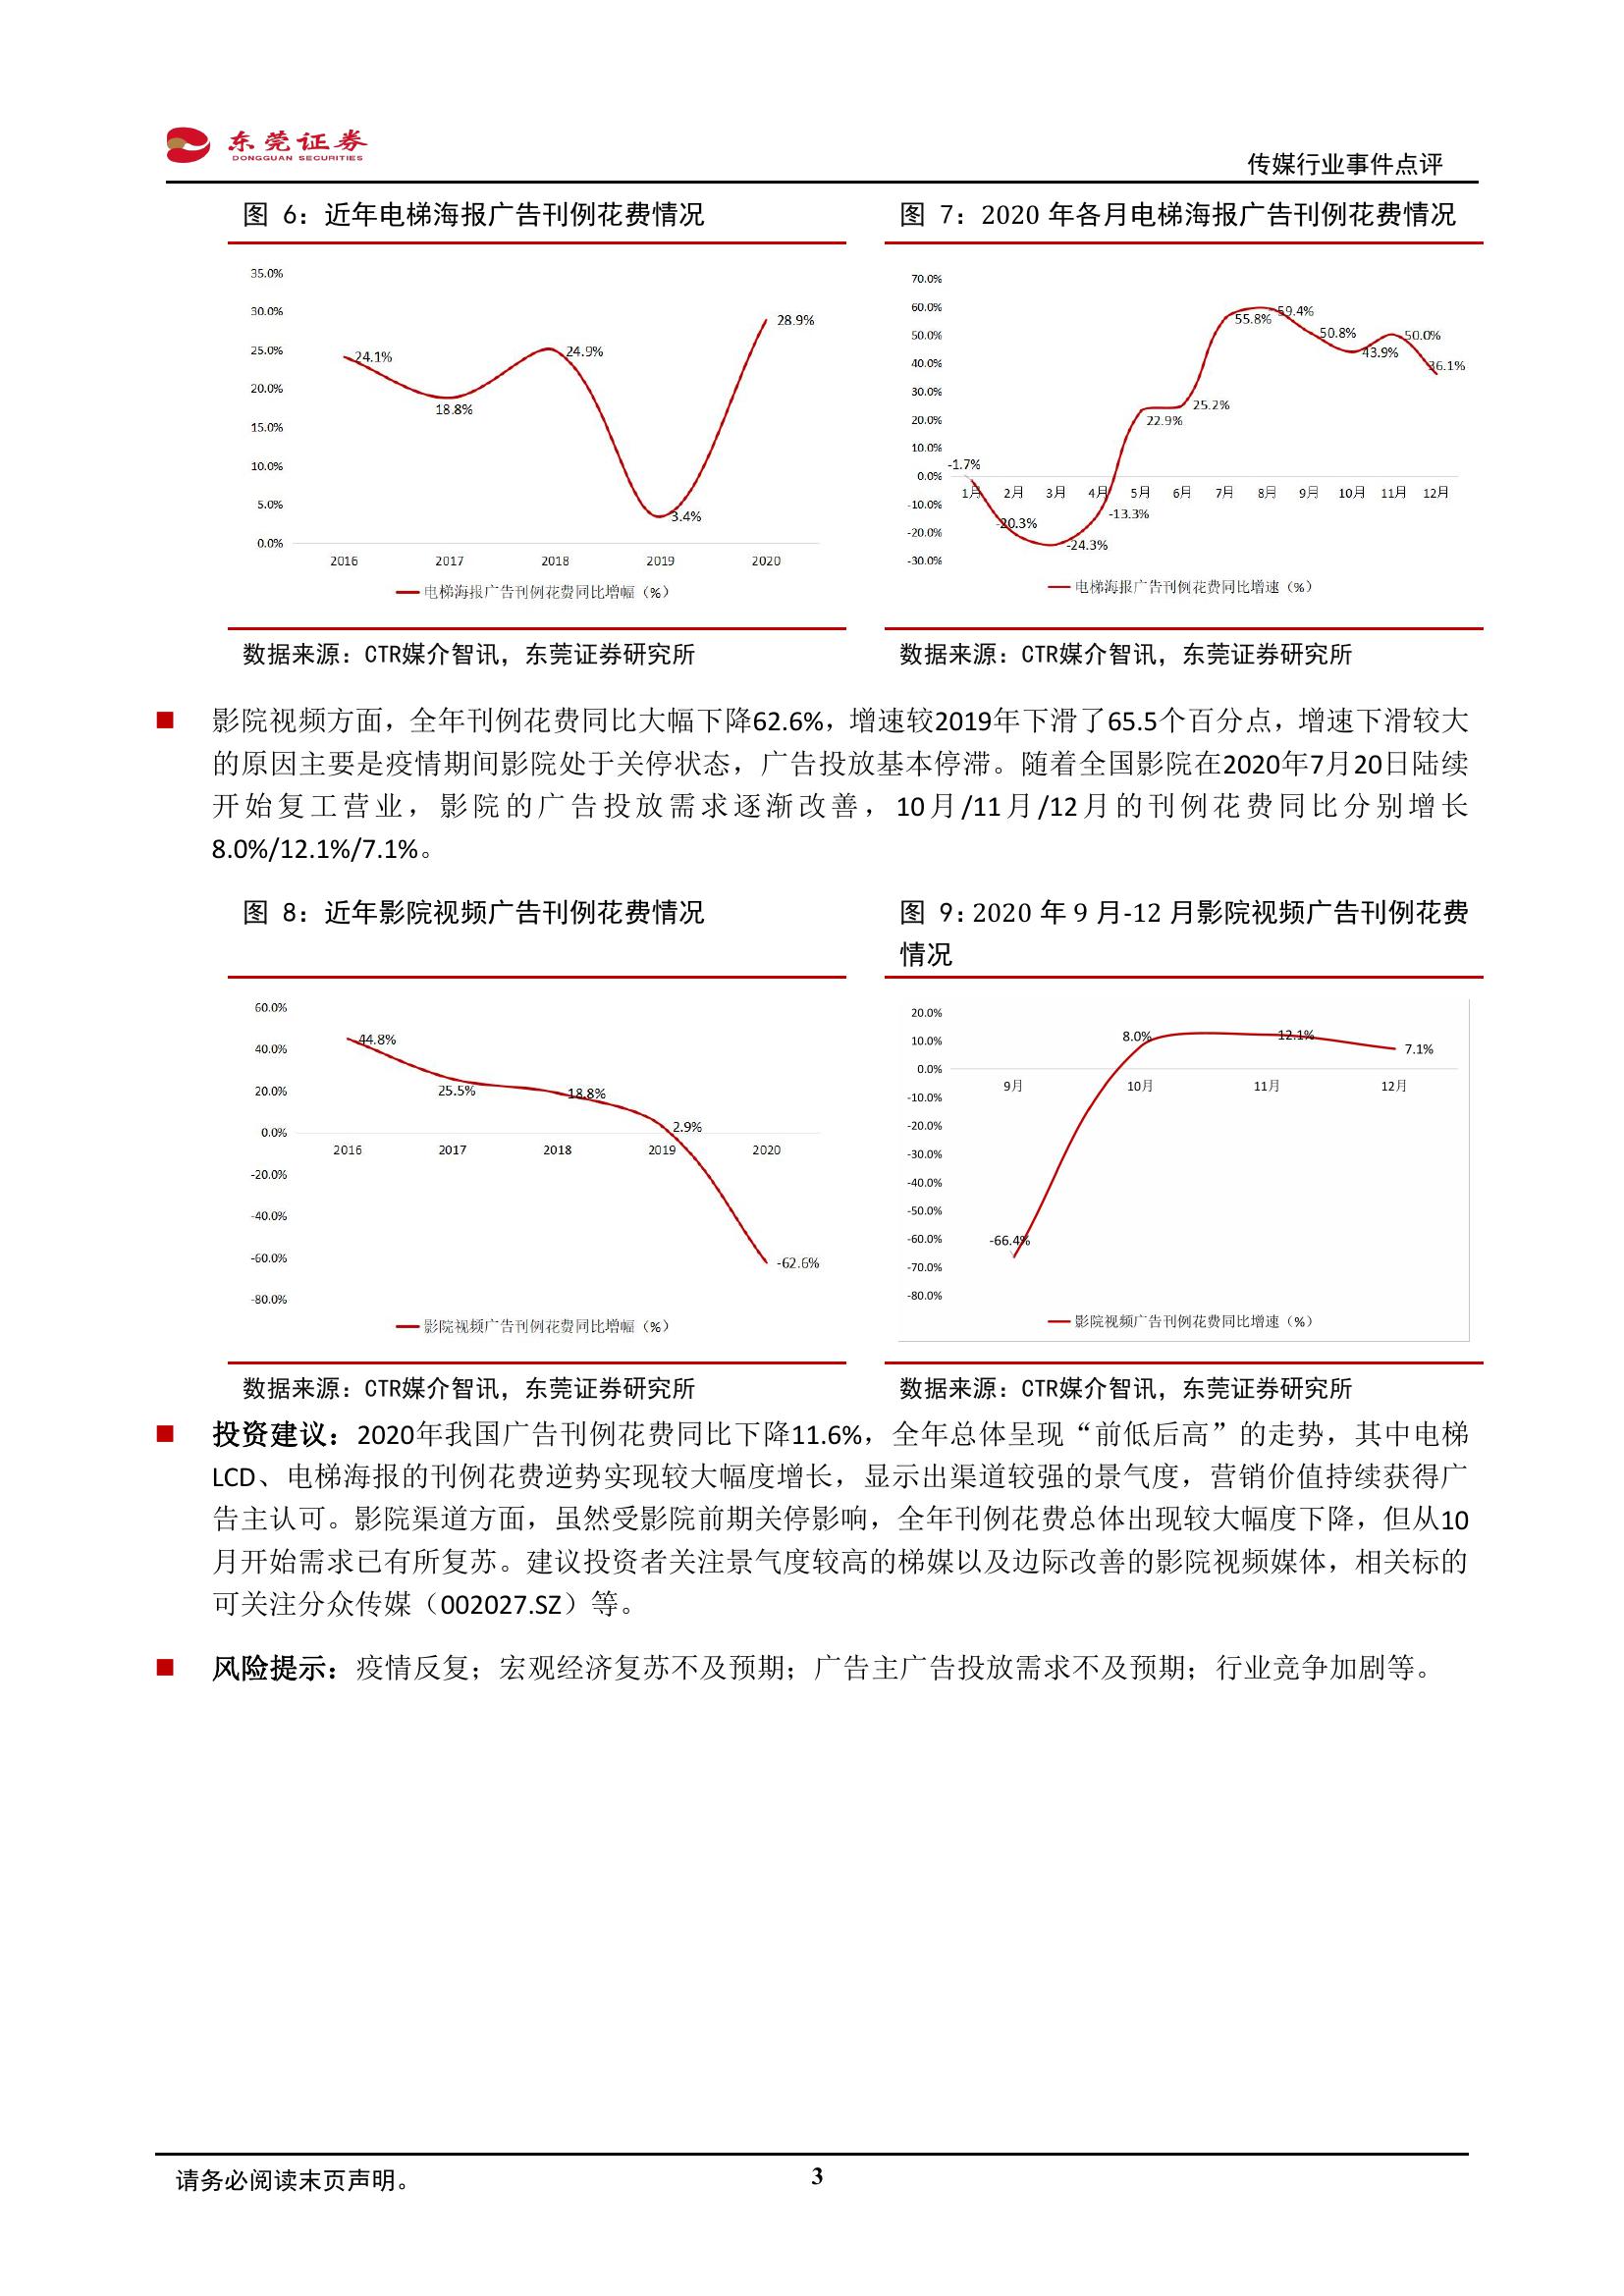 东莞证券
DONGGUAN SECURITIES
传媒行业事件点评
图 6：近年电梯海报广告刊例花费情况
35.0%
30.0%
25.0%
20.0%
15.0%
10.0%
5.0%
0.0%
24.1%
18.8%
24.9%
3.4%
28.9%
2016 2017 2018 2019 2020
电梯海报广告刊例花费同比增幅（%）
数据来源：CTR媒介智讯，东莞证券研究所
图 7：2020 年各月电梯海报广告刊例花费情况
70.0%
60.0%
50.0%
40.0%
30.0%
20.0%
10.0%
0.0%
-10.0%
-20.0%
-30.0%
-1.7%
-20.3%
-24.3%
-13.3%
22.9%
25.2%
55.8%
59.4%
50.8%
43.9%
50.0%
36.1%
1月 2月 3月 4月 5月 6月 7月 8月 9月 10月 11月 12月
电梯海报广告刊例花费同比增速（%）
数据来源：CTR媒介智讯，东莞证券研究所
影院视频方面，全年刊例花费同比大幅下降62.6%，增速较2019年下滑了65.5个百分点，增速下滑较大
的原因主要是疫情期间影院处于关停状态，广告投放基本停滞。随着全国影院在2020年7月20日陆续
开始复工营业，影院的广告投放需求逐渐改善，10月/11月/12月的刊例花费同比分别增长
8.0%/12.1%/7.1%。
图 8：近年影院视频广告刊例花费情况
60.0%
40.0%
20.0%
0.0%
-20.0%
-40.0%
-60.0%
-80.0%
44.8%
25.5%
18.8%
2.9%
-62.6%
2016 2017 2018 2019 2020
影院视频广告刊例花费同比增幅（%）
数据来源：CTR媒介智讯，东莞证券研究所
图 9：2020 年 9 月-12 月影院视频广告刊例花费
情况
20.0%
10.0%
0.0%
-10.0%
-20.0%
-30.0%
-40.0%
-50.0%
-60.0%
-70.0%
-80.0%
-66.4%
8.0%
12.1%
7.1%
9月 10月 11月 12月
影院视频广告刊例花费同比增速（%）
数据来源：CTR媒介智讯，东莞证券研究所
投资建议：2020年我国广告刊例花费同比下降11.6%，全年总体呈现“前低后高”的走势，其中电梯
LCD、电梯海报的刊例花费逆势实现较大幅度增长，显示出渠道较强的景气度，营销价值持续获得广
告主认可。影院渠道方面，虽然受影院前期关停影响，全年刊例花费总体出现较大幅度下降，但从10
月开始需求已有所复苏。建议投资者关注景气度较高的梯媒以及边际改善的影院视频媒体，相关标的
可关注分众传媒（002027.SZ）等。
风险提示：疫情反复；宏观经济复苏不及预期；广告主广告投放需求不及预期；行业竞争加剧等。
请务必阅读末页声明。
3